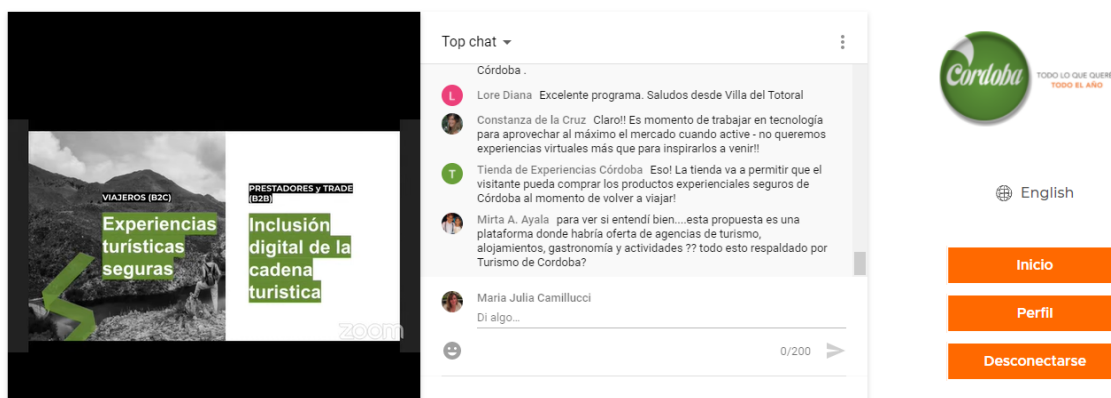 VIAJEROS (B2C)
Experiencias
turísticas
seguras
PRESTADORES y TRADE
(B2B)
Inclusión
digital de la
cadena
turistica
zoom
Top chat
Córdoba .
L
Lore Diana Excelente programa. Saludos desde Villa del Totoral
Constanza de la Cruz Claro!! Es momento de trabajar en tecnología
para aprovechar al máximo el mercado cuando active - no queremos
experiencias virtuales más que para inspirarlos a venir!!
T
Tienda de Experiencias Córdoba Eso! La tienda va a permitir que el
visitante pueda comprar los productos experienciales seguros de
Córdoba al momento de volver a viajar!
Mirta A. Ayala para ver si entendí bien....esta propuesta es una
plataforma donde habría oferta de agencias de turismo,
alojamientos, gastronomía y actividades ?? todo esto respaldado por
Turismo de Cordoba?
Maria Julia Camillucci
Di algo...
0/200
Cordoba
TODO LO QUE QUERE
TODO EL AÑO
English
Inicio
Perfil
Desconectarse